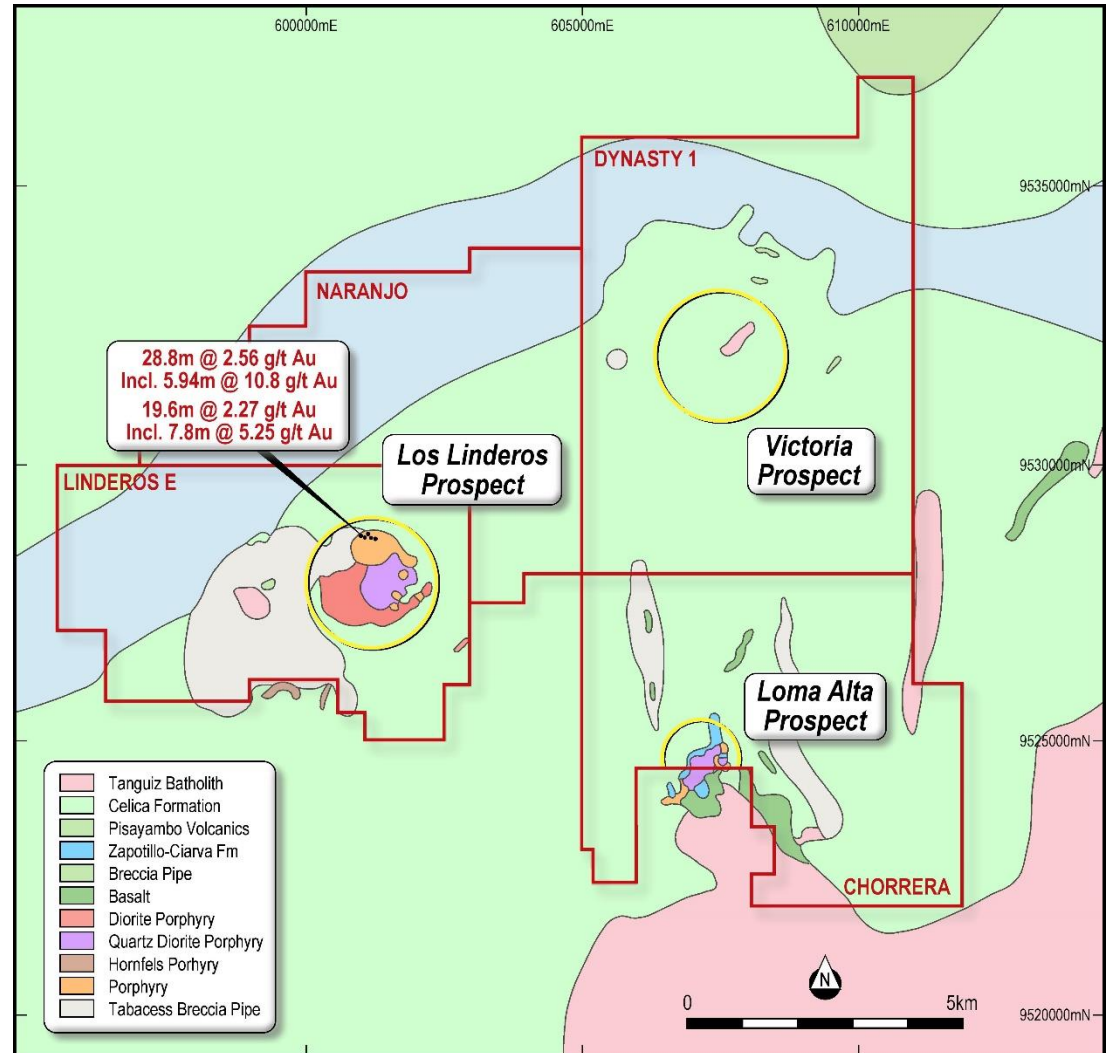 600000mE
605000mE
610000mE
DYNASTY 1
9535000mN
NARANJO
28.8m @ 2.56 g/t Au
Incl. 5.94m @ 10.8 g/t Au
19.6m @ 2.27 g/t Au
Incl. 7.8m @ 5.25 g/t Au
Los Linderos
Prospect
Victoria
Prospect
9530000mN
LINDEROS E
Loma Alta
Prospect
9525000mN
Tanguiz Batholith
Celica Formation
Pisayambo Volcanics
Zapotillo-Ciarva Fm
Breccia Pipe
Basalt
Diorite Porphyry
Quartz Diorite Porphyry
Hornfels Porhyry
Porphyry
Tabacess Breccia Pipe
CHORRERA
N
0
5km
9520000mN